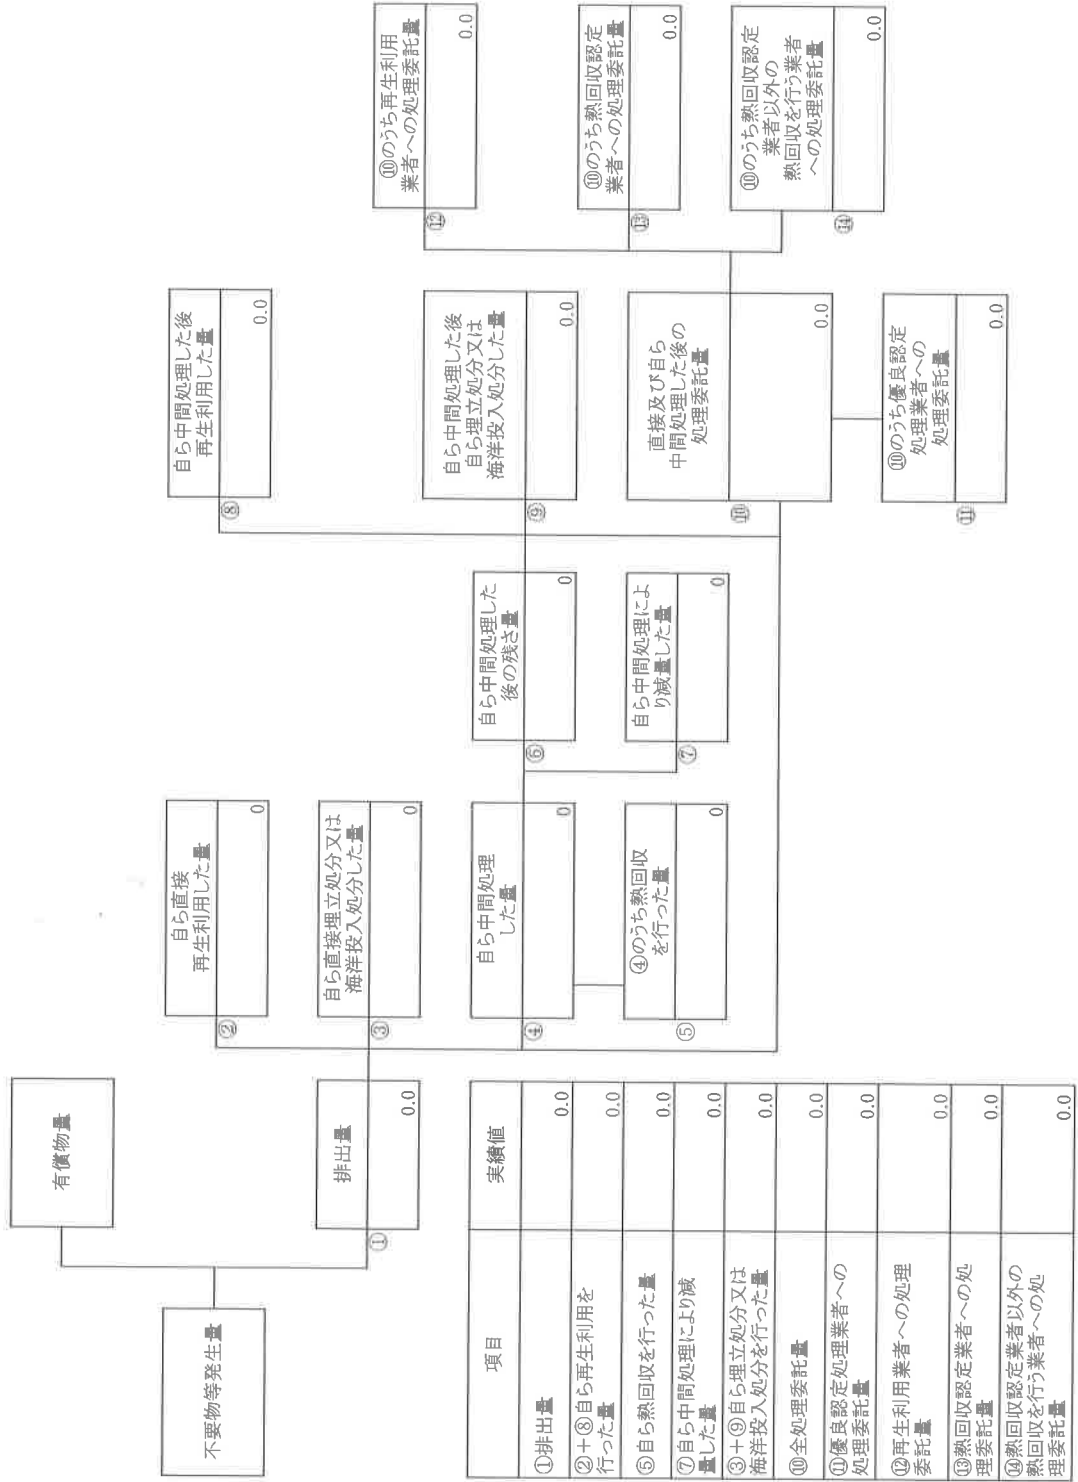 不要物等発生量
有償物量
①
排出量
0.0
②
自ら直接
再生利用した量
0
③
自ら直接埋立処分又は
海洋投入処分した量
0
④
自ら中間処理
した量
0
⑤
④のうち熱回収
を行った量
0
⑥
自ら中間処理した
後の残さ量
0
⑦
自ら中間処理によ
り減量した量
0
⑧
自ら中間処理した後
再生利用した量
0.0
⑨
自ら中間処理した後
自ら埋立処分又は
海洋投入処分した量
0.0
⑩
直接及び自ら
中間処理した後の
処理委託量
0.0
⑪
⑩のうち優良認定
処理業者への
処理委託量
0.0
⑫
⑩のうち再生利用
業者への処理委託量
0.0
⑬
⑩のうち熱回収認定
業者への処理委託量
0.0
⑭
⑩のうち熱回収認定
業者以外の
熱回収を行う業者
への処理委託量
0.0
項目 実績値
①排出量 0.0
②+⑧自ら再生利用を
行った量 0.0
⑤自ら熱回収を行った量 0.0
⑦自ら中間処理により減
量した量 0.0
③+⑨自ら埋立処分又は
海洋投入処分を行った量 0.0
⑩全処理委託量 0.0
⑪優良認定処理業者への
処理委託量 0.0
⑫再生利用業者への処理
委託量 0.0
⑬熱回収認定業者への処
理委託量 0.0
⑭熱回収認定業者以外の
熱回収を行う業者への処
理委託量 0.0